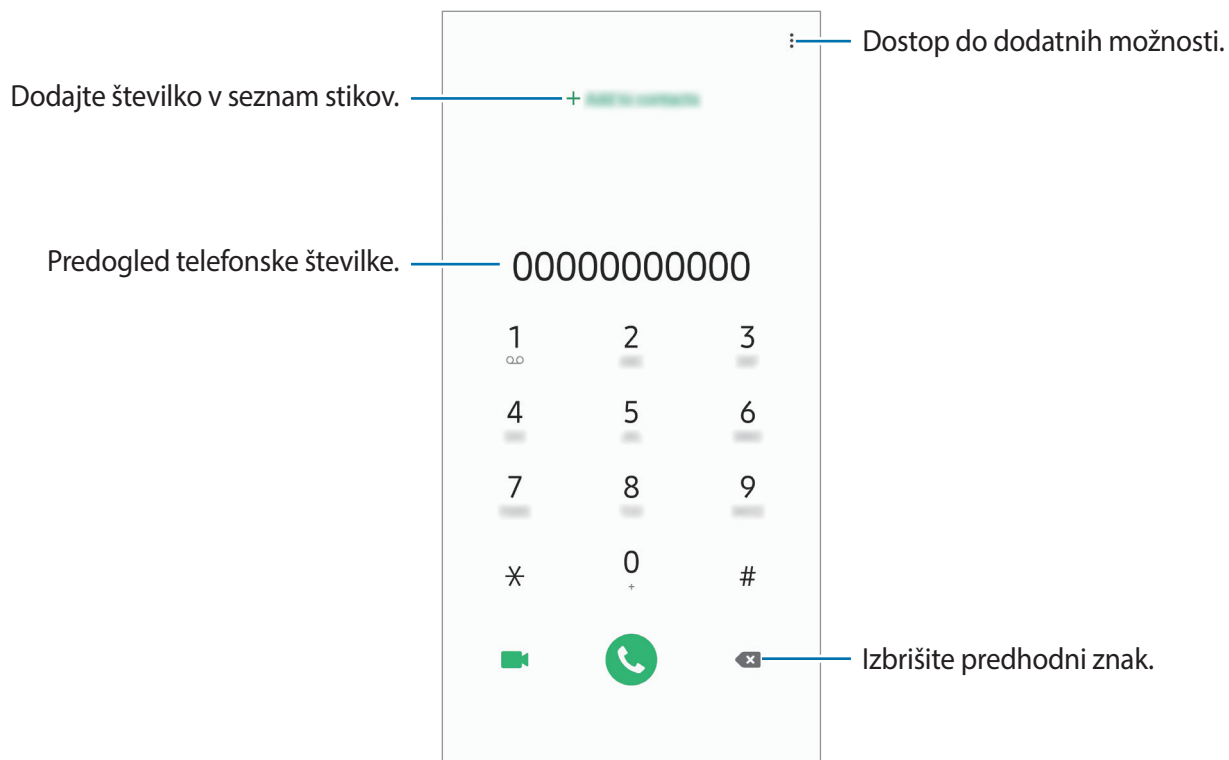 Dostop do dodatnih možnosti.
Dodajte številko v seznam stikov.
+
Predogled telefonske številke.
00000000000
1 2 3
4 5 6
7 8 9
* 0 #
+
Izbrišite predhodni znak.